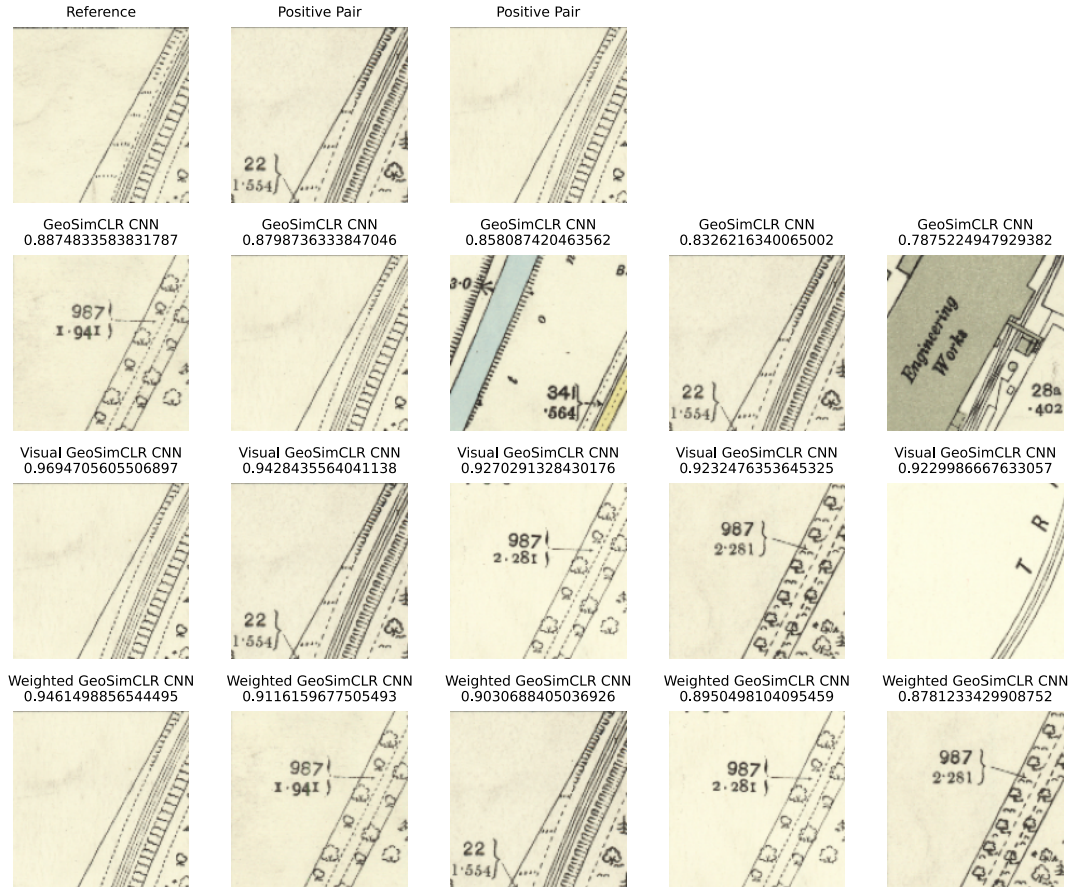 Reference
Positive Pair
Positive Pair
22
1·554
GeoSimCLR CNN
0.8874833583831787
GeoSimCLR CNN
0.8798736333847046
GeoSimCLR CNN
0.8580874420463562
GeoSimCLR CNN
0.8326216340065002
GeoSimCLR CNN
0.7875224947929382
987
1·941
3·0
B.
o
t
341
·564
22
1·554
Engineering
Works
28a
·402
Visual GeoSimCLR CNN
0.9694705605506897
Visual GeoSimCLR CNN
0.9428435564041138
Visual GeoSimCLR CNN
0.9270291328430176
Visual GeoSimCLR CNN
0.9232476353645325
Visual GeoSimCLR CNN
0.9229986667633057
22
1·554
987
2·281
987
2·281
T R
Weighted GeoSimCLR CNN
0.9461498856544495
Weighted GeoSimCLR CNN
0.9116159677505493
Weighted GeoSimCLR CNN
0.9030688405036926
Weighted GeoSimCLR CNN
0.8950498104095459
Weighted GeoSimCLR CNN
0.8781233429908752
987
1·941
22
1·554
987
2·281
987
2·281